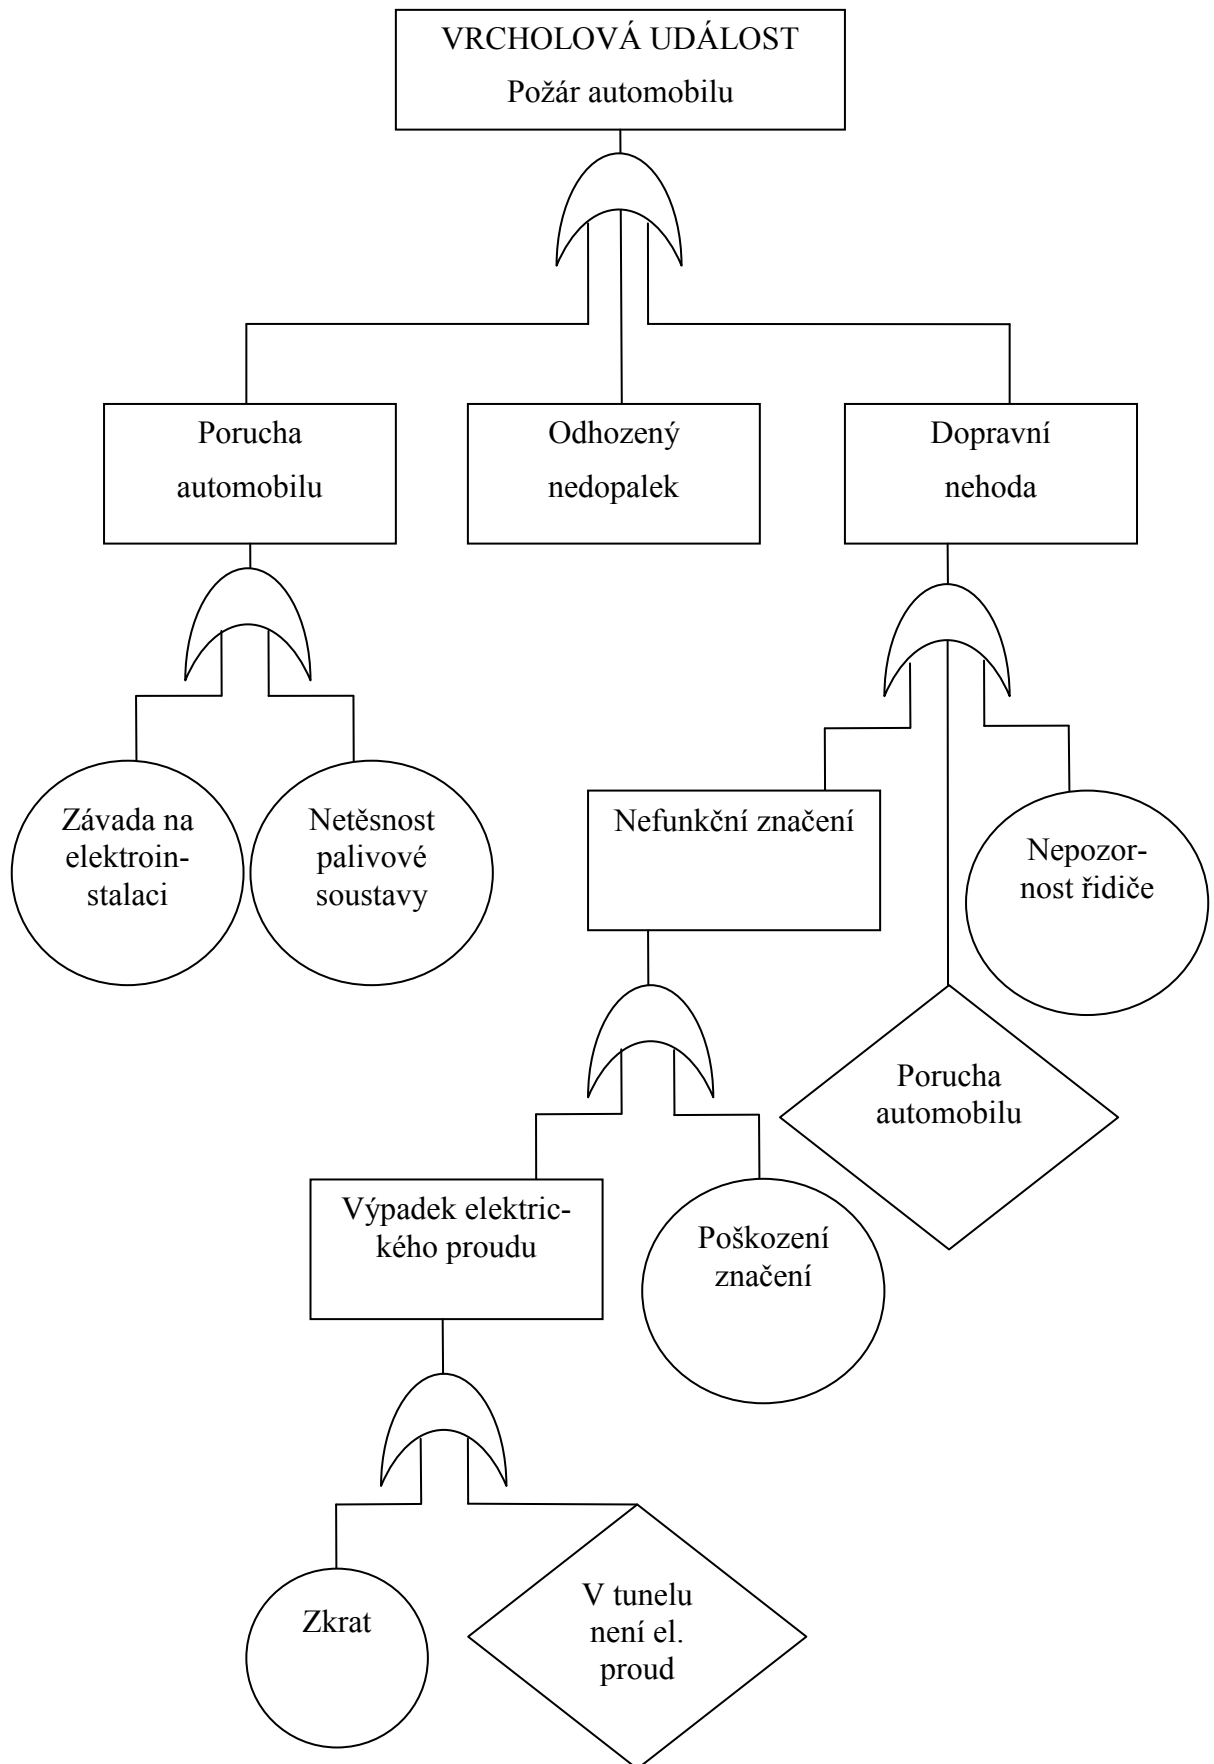 VRCHOLOVÁ UDÁLOST
Požár automobilu
Porucha
automobilu
Odhozený
nedopalek
Dopravní
nehoda
Závada na
elektroin-
stalaci
Netěsnost
palivové
soustavy
Nefunkční značení
Nepozor-
nost řidiče
Porucha
automobilu
Výpadek elektric-
kého proudu
Poškození
značení
Zkrat
V tunelu
není el.
proud